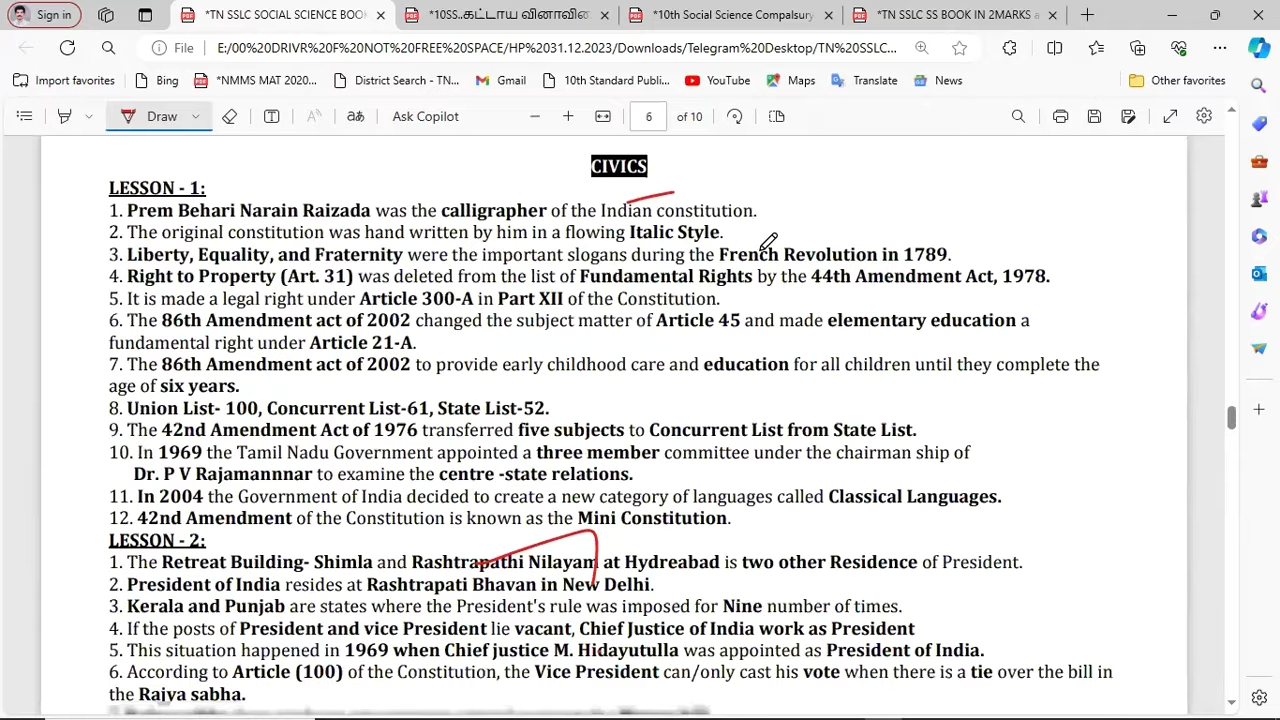 Sign in
*TN SSLC SOCIAL SCIENCE BOOK
*10SS..கட்டாய வினாவின
*10th Social Science Compalsury
*TN SSLC SS BOOK IN 2MARKS a
File
E:/00%20DRIVR%20F%20NOT%20FREE%20SPACE/HP%2031.12.2023/Downloads/Telegram%20Desktop/TN%20SSLC...
Import favorites
Bing
*NMMS MAT 2020...
District Search - TN...
Gmail
10th Standard Publi...
YouTube
Maps
Translate
News
Other favorites
Draw
Ask Copilot
6 of 10
CIVICS
LESSON - 1:
1. Prem Behari Narain Raizada was the calligrapher of the Indian constitution.
2. The original constitution was hand written by him in a flowing Italic Style.
3. Liberty, Equality, and Fraternity were the important slogans during the French Revolution in 1789.
4. Right to Property (Art. 31) was deleted from the list of Fundamental Rights by the 44th Amendment Act, 1978.
5. It is made a legal right under Article 300-A in Part XII of the Constitution.
6. The 86th Amendment act of 2002 changed the subject matter of Article 45 and made elementary education a
fundamental right under Article 21-A.
7. The 86th Amendment act of 2002 to provide early childhood care and education for all children until they complete the
age of six years.
8. Union List- 100, Concurrent List-61, State List-52.
9. The 42nd Amendment Act of 1976 transferred five subjects to Concurrent List from State List.
10. In 1969 the Tamil Nadu Government appointed a three member committee under the chairman ship of
Dr. P V Rajamannnar to examine the centre -state relations.
11. In 2004 the Government of India decided to create a new category of languages called Classical Languages.
12. 42nd Amendment of the Constitution is known as the Mini Constitution.
LESSON - 2:
1. The Retreat Building- Shimla and Rashtrapathi Nilayam at Hydreabad is two other Residence of President.
2. President of India resides at Rashtrapati Bhavan in New Delhi.
3. Kerala and Punjab are states where the President's rule was imposed for Nine number of times.
4. If the posts of President and vice President lie vacant, Chief Justice of India work as President
5. This situation happened in 1969 when Chief justice M. Hidayutulla was appointed as President of India.
6. According to Article (100) of the Constitution, the Vice President can/only cast his vote when there is a tie over the bill in
the Rajya sabha.